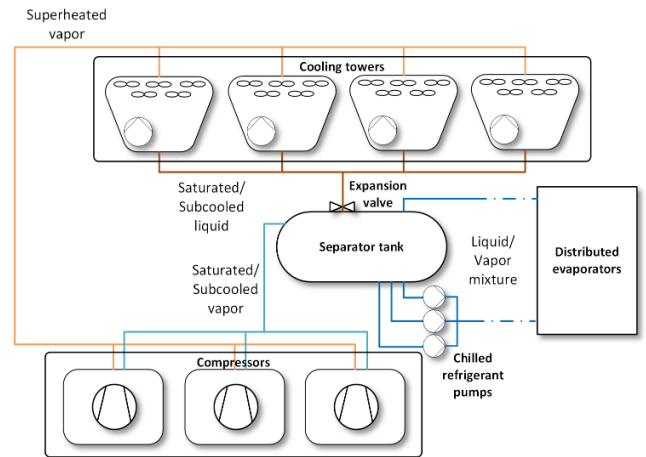 Superheated
vapor
Cooling towers
Saturated/
Subcooled
liquid
Expansion
valve
Separator tank
Liquid/
Vapor
mixture
Distributed
evaporators
Saturated/
Subcooled
vapor
Chilled
refrigerant
pumps
Compressors